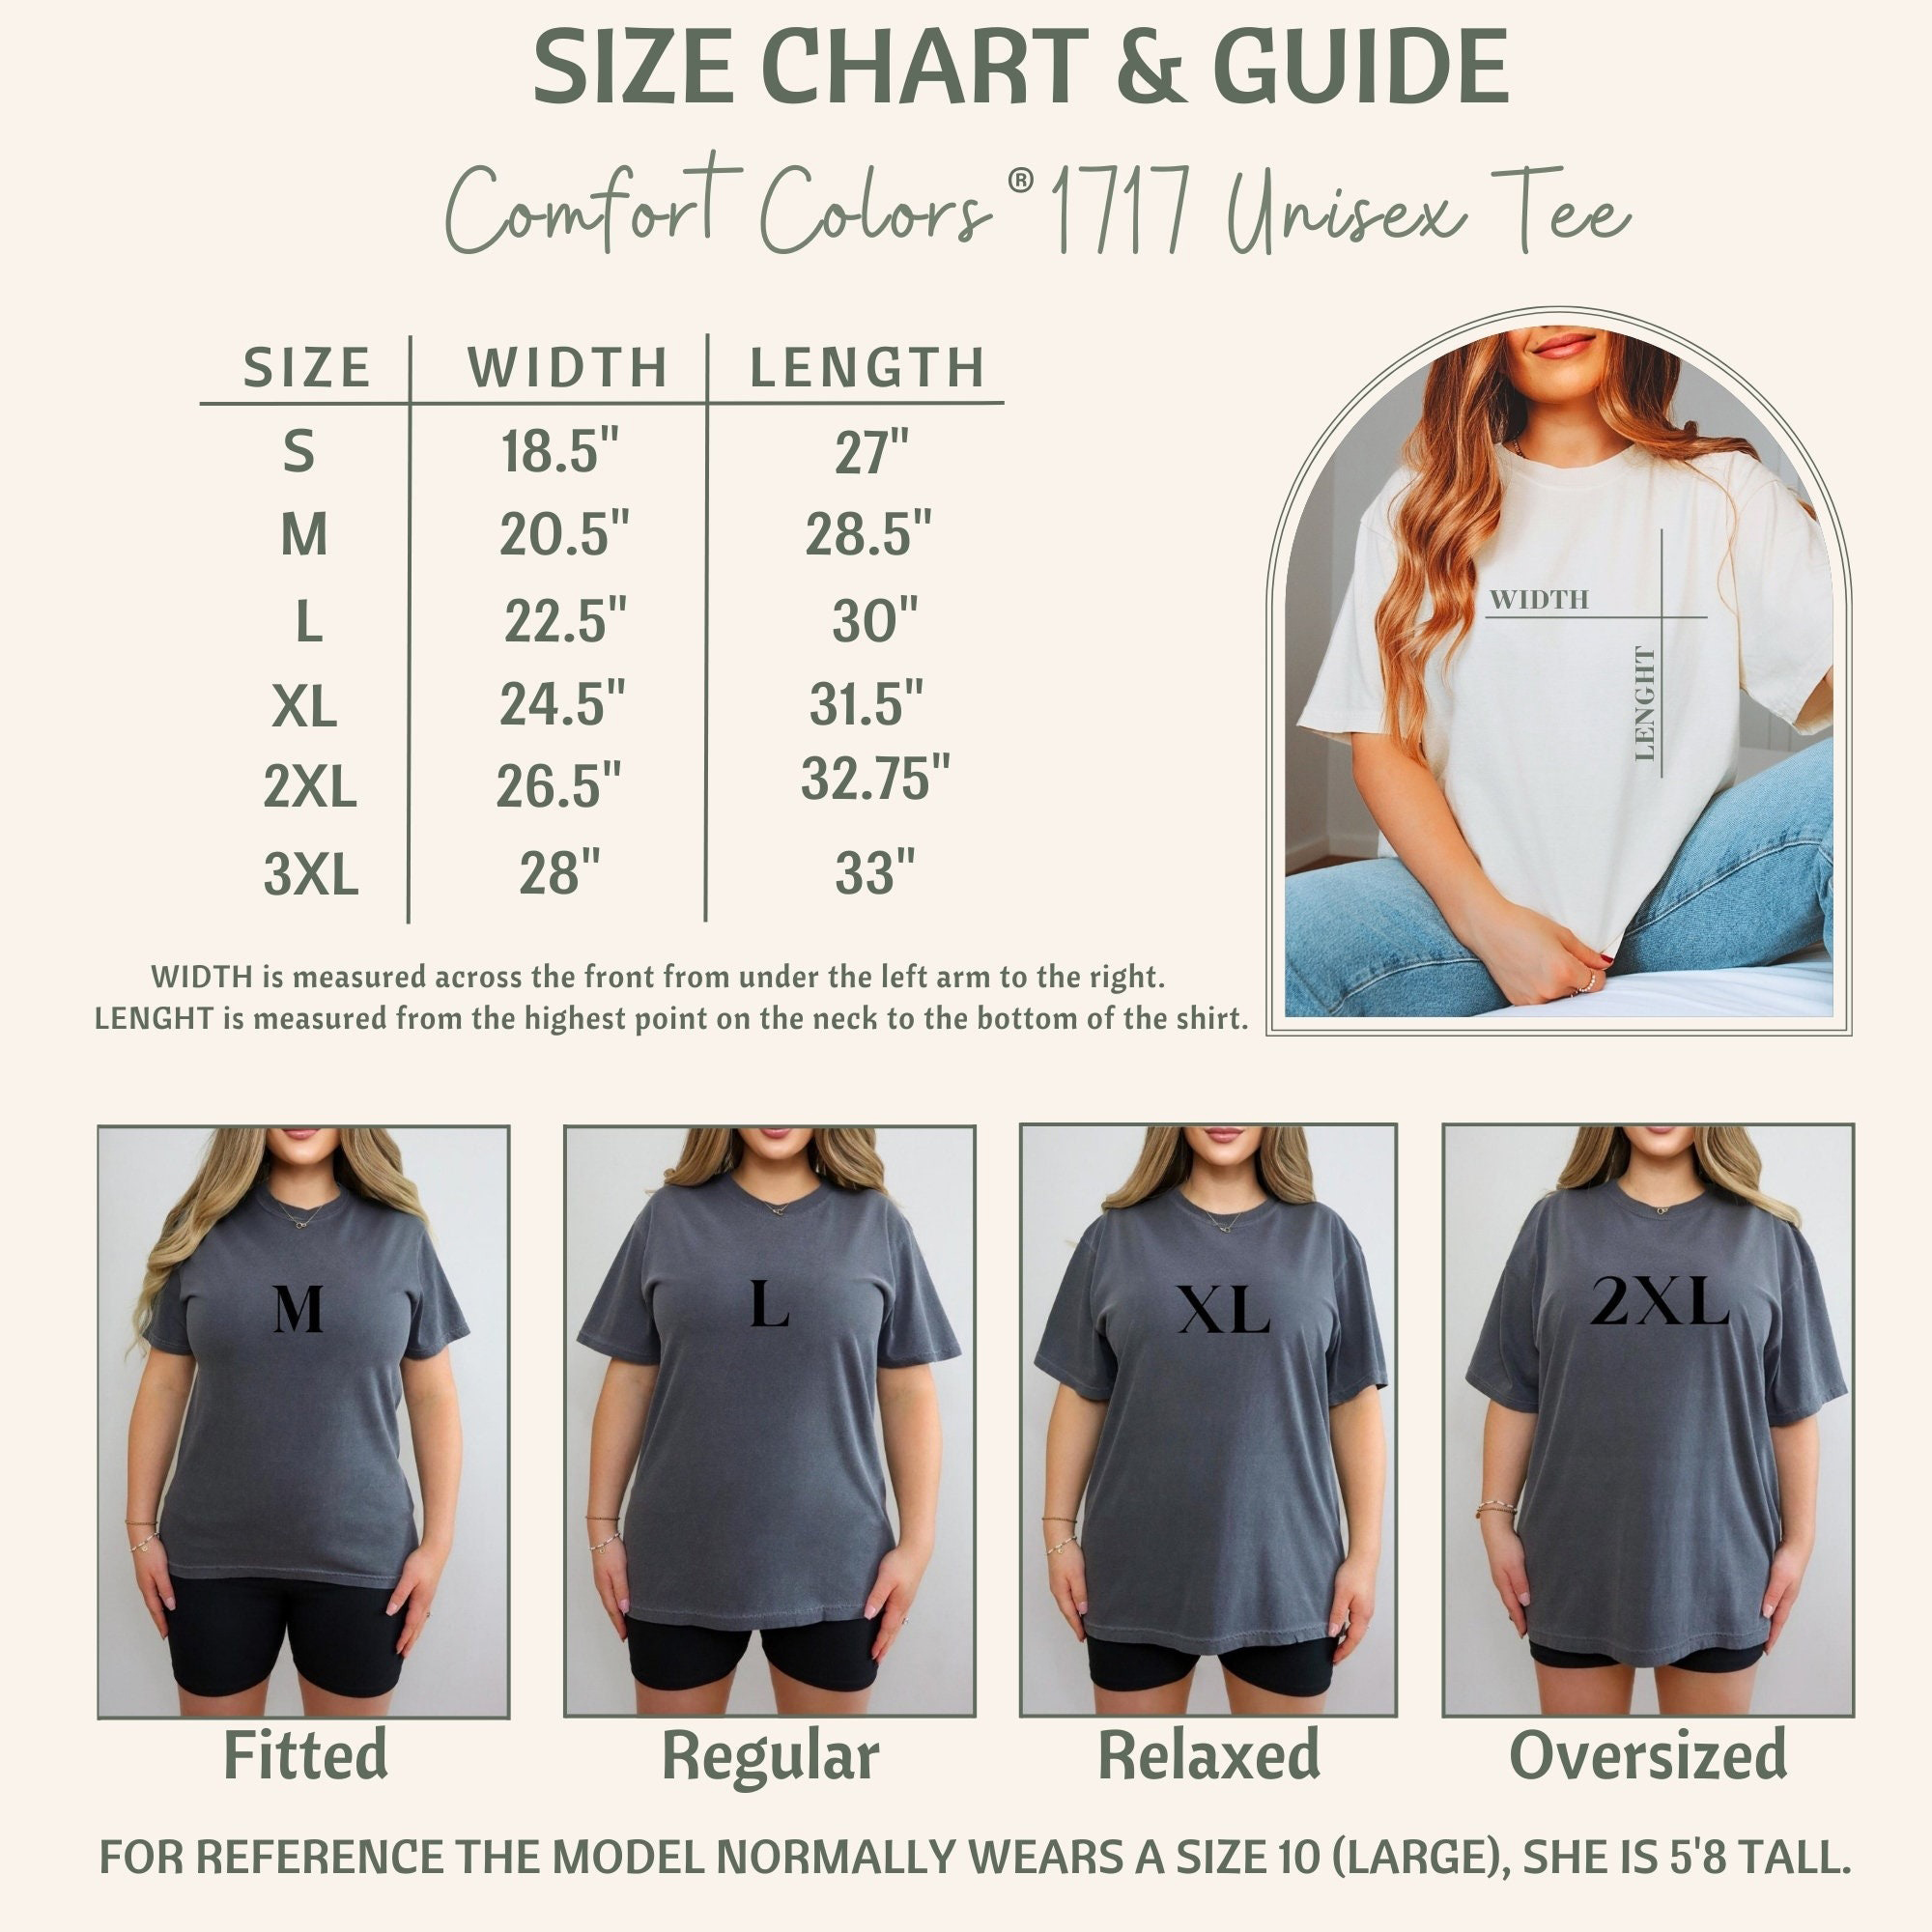 SIZE CHART & GUIDE
Comfort Colors ® 1717 Unisex Tee
SIZE WIDTH LENGTH
S 18.5" 27"
M 20.5" 28.5"
L 22.5" 30"
XL 24.5" 31.5"
2XL 26.5" 32.75"
3XL 28" 33"
WIDTH
LENGHT
WIDTH is measured across the front from under the left arm to the right.
LENGHT is measured from the highest point on the neck to the bottom of the shirt.
M L XL 2XL
Fitted Regular Relaxed Oversized
FOR REFERENCE THE MODEL NORMALLY WEARS A SIZE 10 (LARGE), SHE IS 5'8 TALL.